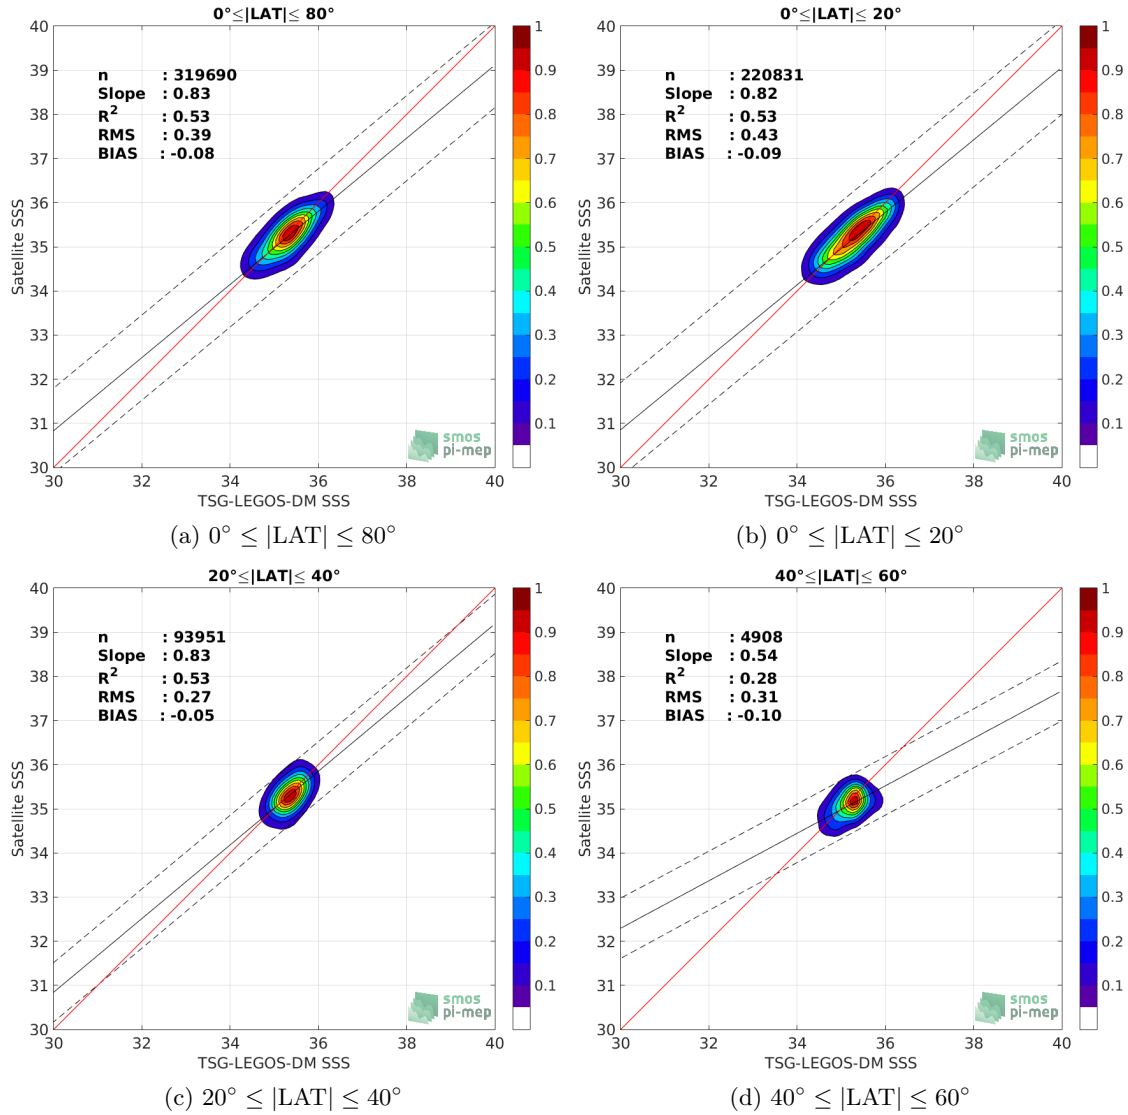 0°≤|LAT|≤ 80°
n : 319690
Slope : 0.83
R2 : 0.53
RMS : 0.39
BIAS : -0.08
Satellite SSS
40
39
38
37
36
35
34
33
32
31
30
30 32 34 36 38 40
TSG-LEGOS-DM SSS
1
0.9
0.8
0.7
0.6
0.5
0.4
0.3
0.2
0.1
smos
pi-mep
(a) 0° ≤ |LAT| ≤ 80°
0°≤|LAT|≤ 20°
n : 220831
Slope : 0.82
R2 : 0.53
RMS : 0.43
BIAS : -0.09
Satellite SSS
40
39
38
37
36
35
34
33
32
31
30
30 32 34 36 38 40
TSG-LEGOS-DM SSS
1
0.9
0.8
0.7
0.6
0.5
0.4
0.3
0.2
0.1
smos
pi-mep
(b) 0° ≤ |LAT| ≤ 20°
20°≤|LAT|≤ 40°
n : 93951
Slope : 0.83
R2 : 0.53
RMS : 0.27
BIAS : -0.05
Satellite SSS
40
39
38
37
36
35
34
33
32
31
30
30 32 34 36 38 40
TSG-LEGOS-DM SSS
1
0.9
0.8
0.7
0.6
0.5
0.4
0.3
0.2
0.1
smos
pi-mep
(c) 20° ≤ |LAT| ≤ 40°
40°≤|LAT|≤ 60°
n : 4908
Slope : 0.54
R2 : 0.28
RMS : 0.31
BIAS : -0.10
Satellite SSS
40
39
38
37
36
35
34
33
32
31
30
30 32 34 36 38 40
TSG-LEGOS-DM SSS
1
0.9
0.8
0.7
0.6
0.5
0.4
0.3
0.2
0.1
smos
pi-mep
(d) 40° ≤ |LAT| ≤ 60°